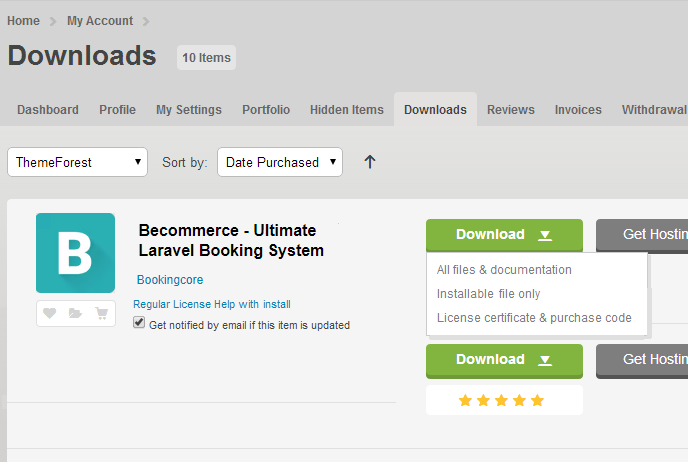 Home My Account
Downloads 10 Items
Dashboard Profile My Settings Portfolio Hidden Items Downloads Reviews Invoices Withdrawal
ThemeForest Sort by: Date Purchased
B
Becommerce - Ultimate
Laravel Booking System
Bookingcore
Regular License Help with install
Get notified by email if this item is updated
Download Get Hostin
All files & documentation
Installable file only
License certificate & purchase code
Download Get Hostin